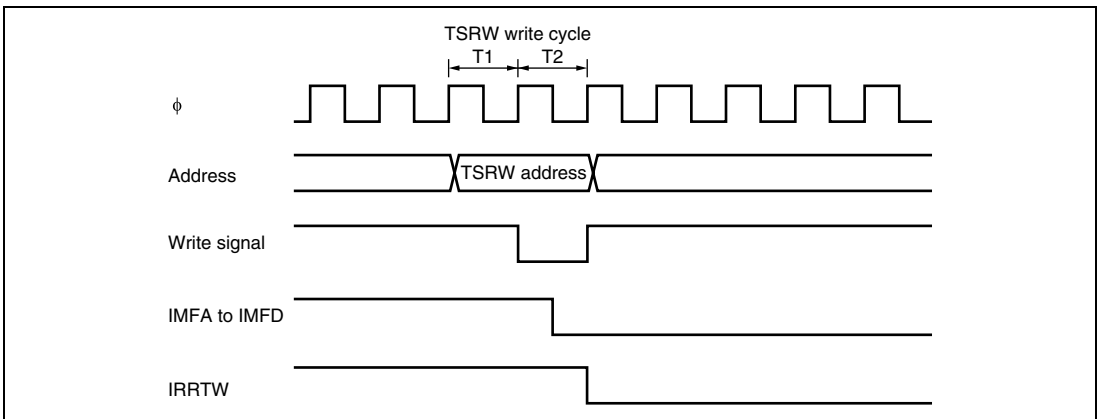 TSRW write cycle
T1 T2
ϕ
Address TSRW address
Write signal
IMFA to IMFD
IRRTW